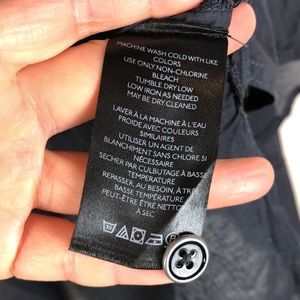 MACHINE WASH COLD WITH LIKE
COLORS
USE ONLY NON-CHLORINE
BLEACH
TUMBLE DRY LOW
LOW IRON AS NEEDED
MAY BE DRY CLEANED
LAVER À LA MACHINE À L'EAU
FROIDE AVEC COULEURS
SIMILAIRES
UTILISER UN AGENT DE
BLANCHIMENT SANS CHLORE SI
NÉCESSAIRE
SÉCHER PAR CULBUTAGE À BASSE
TEMPERATURE
REPASSER, AU BESOIN, À TRÈS
BASSE TEMPÉRATURE
PEUT-ÊTRE ÊTRE NETTOYÉ
À SEC
30